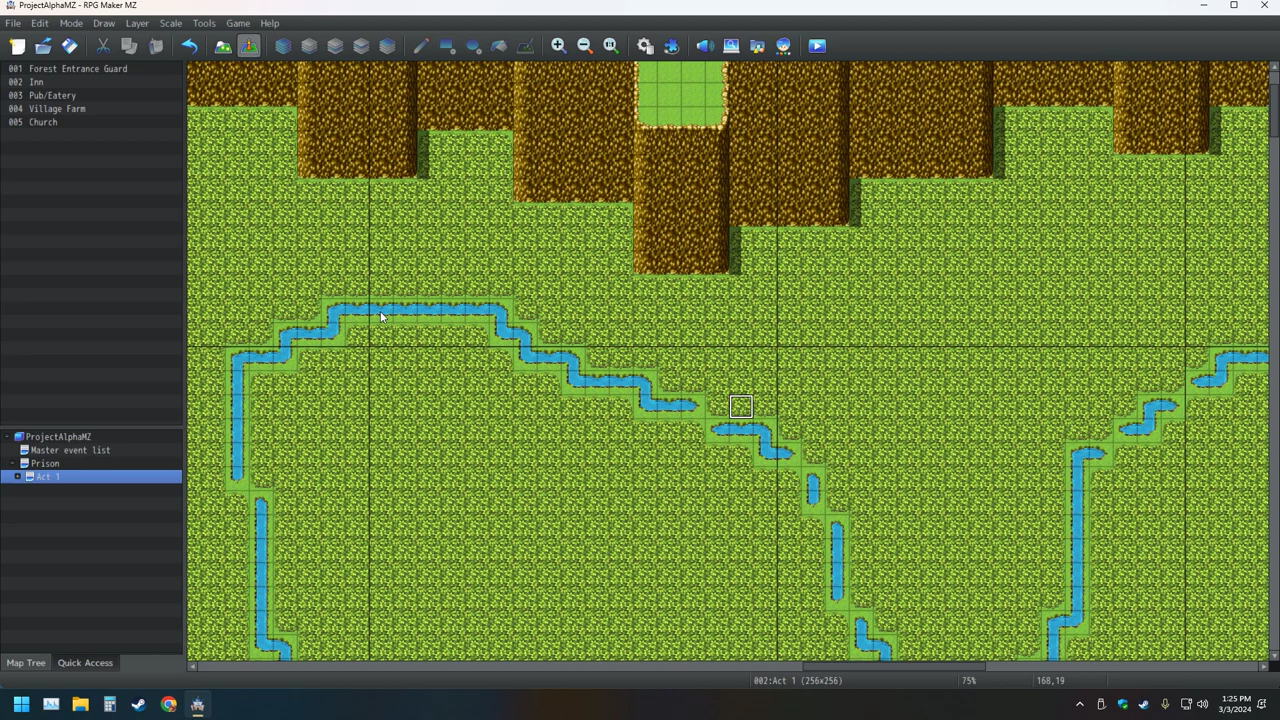 ProjectAlphaMZ - RPG Maker MZ
File Edit Mode Draw Layer Scale Tools Game Help
001 Forest Entrance Guard
002 Inn
003 Pub/Eatery
004 Village Farm
005 Church
ProjectAlphaMZ
Master event list
Prison
Act 1
Map Tree Quick Access
002:Act 1 (256x256) 75% 168,19
1:25 PM
3/3/2024